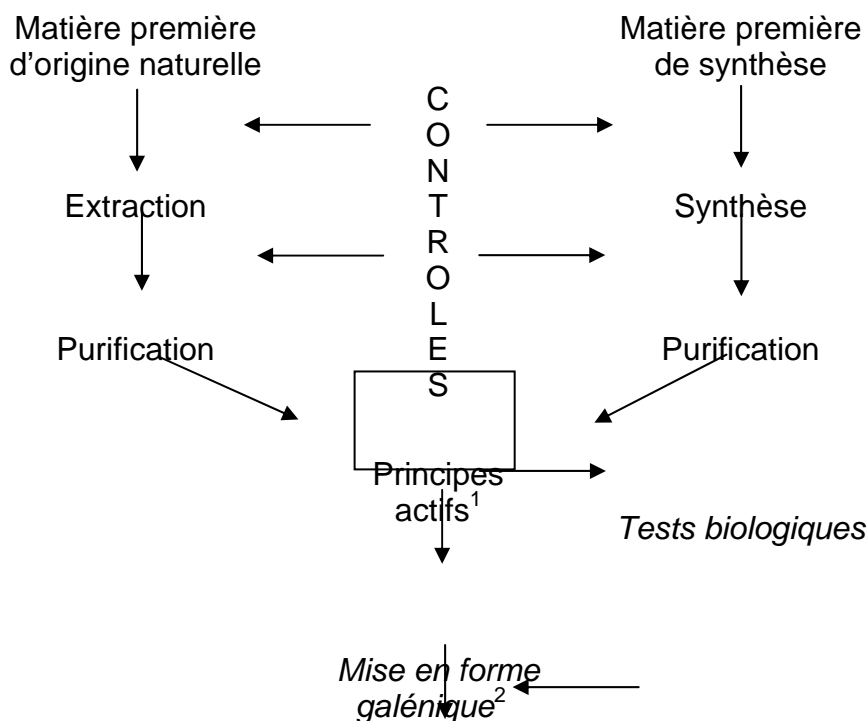 Matière première
d'origine naturelle
Matière première
de synthèse
C
O
N
T
R
O
L
E
S
Extraction
Synthèse
Purification
Purification
Principes
actifs1
Tests biologiques
Mise en forme
galénique2